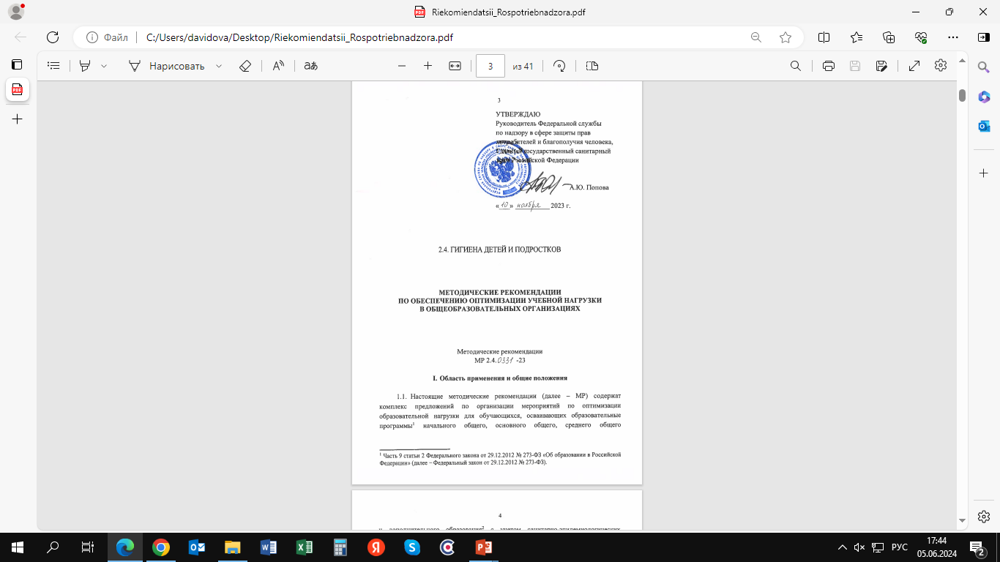 Riekomiendatsii_Rospotriebnadzora.pdf
Файл
C:/Users/davidova/Desktop/Riekomiendatsii_Rospotriebnadzora.pdf
Нарисовать
3
из 41
3
УТВЕРЖДАЮ
Руководитель Федеральной службы
по надзору в сфере защиты прав
и благополучия человека,
государственный санитарный
Федерации
А.Ю. Попова
«10» ноября 2023 г.
2.4. ГИГИЕНА ДЕТЕЙ И ПОДРОСТКОВ
МЕТОДИЧЕСКИЕ РЕКОМЕНДАЦИИ
ПО ОБЕСПЕЧЕНИЮ ОПТИМИЗАЦИИ УЧЕБНОЙ НАГРУЗКИ
В ОБЩЕОБРАЗОВАТЕЛЬНЫХ ОРГАНИЗАЦИЯХ
Методические рекомендации
МР 2.4.0331 -23
I. Область применения и общие положения
1.1. Настоящие методические рекомендации (далее – МР) содержат
комплекс предложений по организации мероприятий по оптимизации
образовательной нагрузки для обучающихся, осваивающих образовательные
программы¹ начального общего, основного общего, среднего общего
¹ Часть 9 статьи 2 Федерального закона от 29.12.2012 № 273-ФЗ «Об образовании в Российской
Федерации» (далее – Федеральный закон от 29.12.2012 № 273-ФЗ).
4
и дополнительного образования² с учетом санитарно-эпидемиологических
РУС
17:44
05.06.2024
2